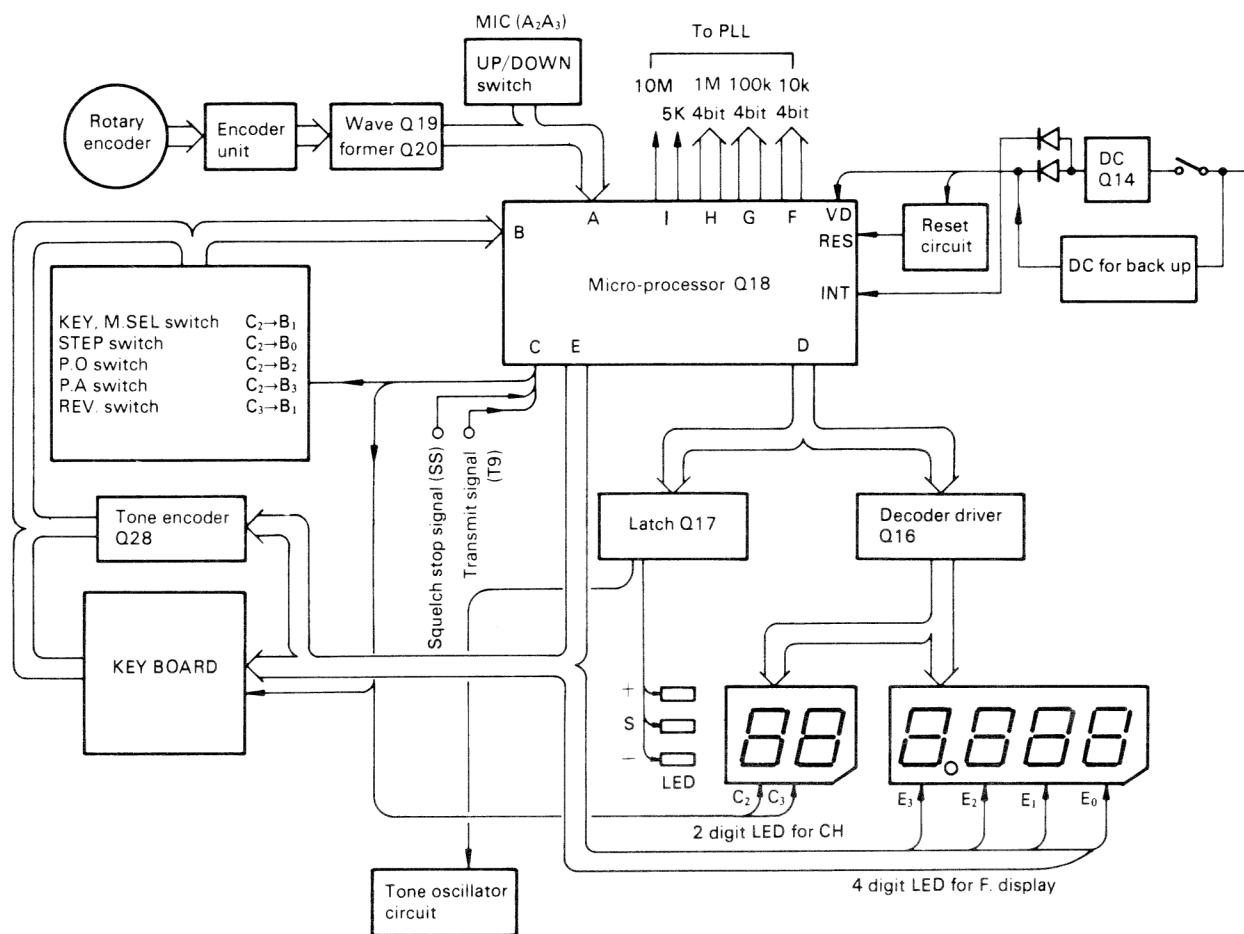 MIC (A₂A₃)
UP/DOWN
switch
To PLL
10M 1M 100k 10k
5K 4bit 4bit 4bit
Rotary
encoder
Encoder
unit
Wave Q19
former Q20
DC
Q14
A I H G F VD
B
RES
INT
Micro-processor Q18
C E D
Reset
circuit
DC for back up
KEY, M.SEL switch C₂→B₁
STEP switch C₂→B₀
P.O switch C₂→B₂
P.A switch C₂→B₃
REV. switch C₃→B₁
Squelch stop signal (SS)
Transmit signal
(T9)
Tone encoder
Q28
Latch Q17
Decoder driver
Q16
KEY BOARD
+
S
−
LED
C₂ C₃
E₃ E₂ E₁ E₀
2 digit LED for CH
4 digit LED for F. display
Tone oscillator
circuit